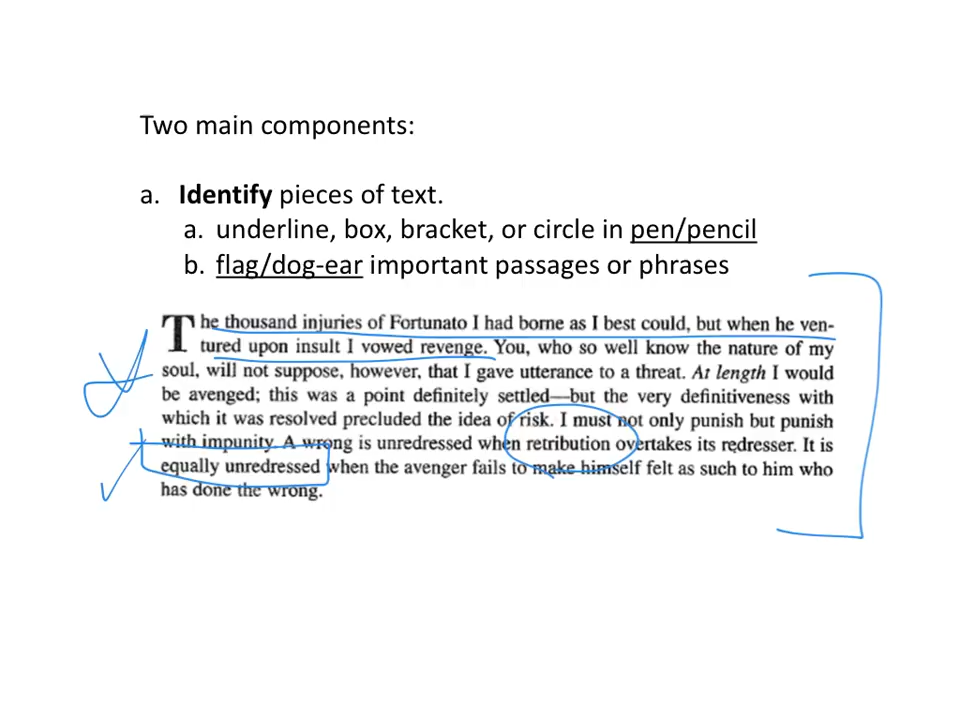 Two main components:
a. Identify pieces of text.
a. underline, box, bracket, or circle in pen/pencil
b. flag/dog-ear important passages or phrases
The thousand injuries of Fortunato I had borne as I best could, but when he ven-
tured upon insult I vowed revenge. You, who so well know the nature of my
soul, will not suppose, however, that I gave utterance to a threat. At length I would
be avenged; this was a point definitely settled—but the very definitiveness with
which it was resolved precluded the idea of risk. I must not only punish but punish
with impunity. A wrong is unredressed when retribution overtakes its redresser. It is
equally unredressed when the avenger fails to make himself felt as such to him who
has done the wrong.